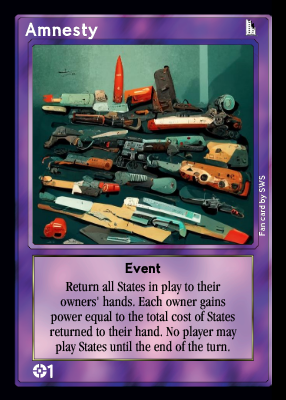 Amnesty
Fan card by SWS
Event
Return all States in play to their
owners' hands. Each owner gains
power equal to the total cost of States
returned to their hand. No player may
play States until the end of the turn.
1